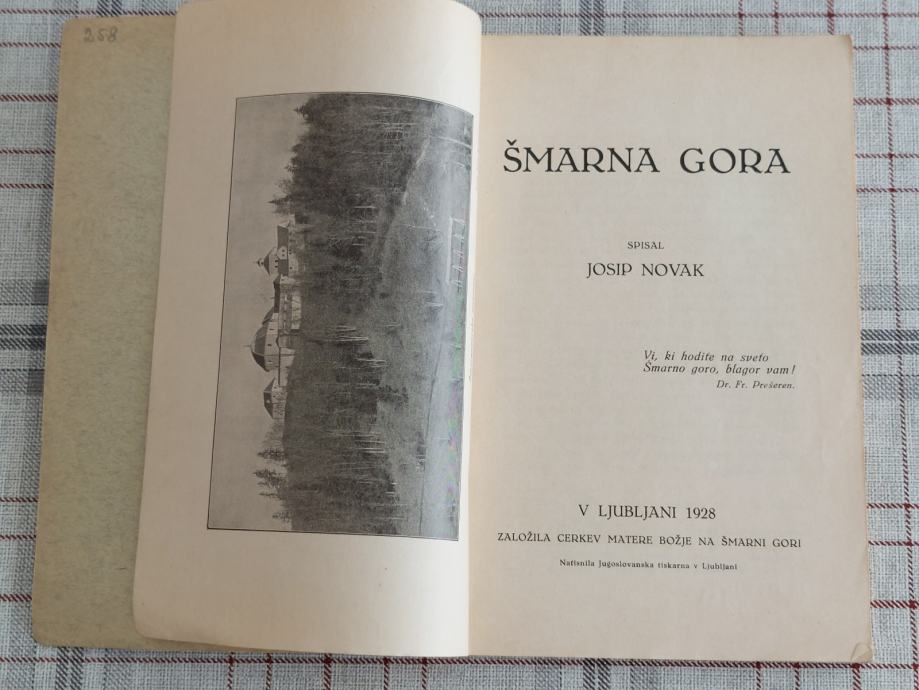 258
ŠMARNA GORA
SPISAL
JOSIP NOVAK
Vi, ki hodite na sveto
Šmarno goro, blagor vam!
Dr. Fr. Prešeren.
V LJUBLJANI 1928
ZALOŽILA CERKEV MATERE BOŽJE NA ŠMARNI GORI
Natisnila Jugoslovanska tiskarna v Ljubljani